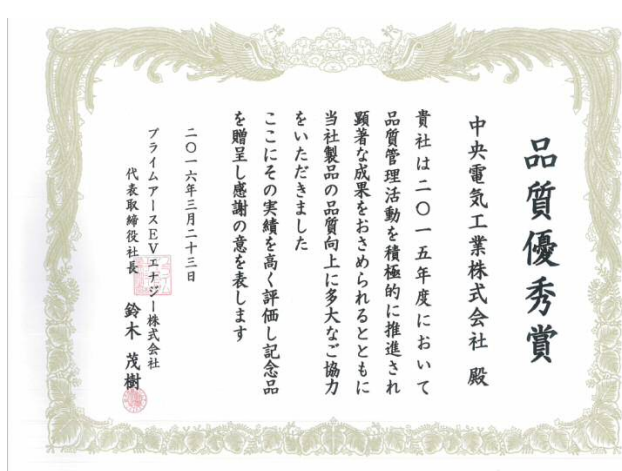 品質優秀賞
中央電気工業株式会社 殿
貴社は二〇一五年度において
品質管理活動を積極的に推進され
顕著な成果をおさめられるとともに
当社製品の品質向上に多大なご協力
をいただきました
ここにその実績を高く評価し記念品
を贈呈し感謝の意を表します
二〇一六年三月二十三日
プライムアースEVエナジー株式会社
代表取締役社長 鈴木 茂樹